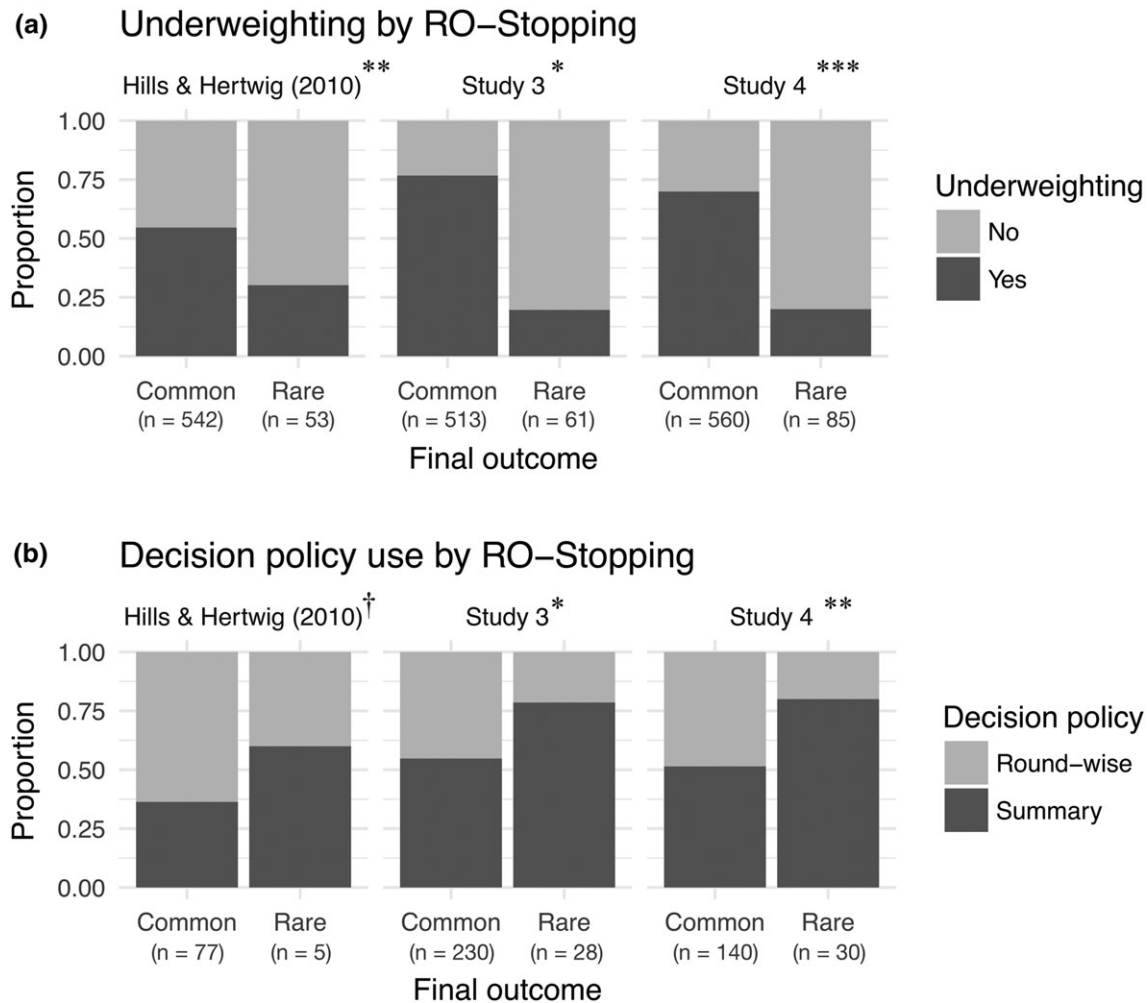 (a) Underweighting by RO−Stopping
Hills & Hertwig (2010)** Study 3* Study 4***
1.00
0.75
0.50
0.25
0.00
Proportion
Common Rare Common Rare Common Rare
(n = 542) (n = 53) (n = 513) (n = 61) (n = 560) (n = 85)
Final outcome
Underweighting
No
Yes
(b) Decision policy use by RO−Stopping
Hills & Hertwig (2010)† Study 3* Study 4**
1.00
0.75
0.50
0.25
0.00
Proportion
Common Rare Common Rare Common Rare
(n = 77) (n = 5) (n = 230) (n = 28) (n = 140) (n = 30)
Final outcome
Decision policy
Round−wise
Summary